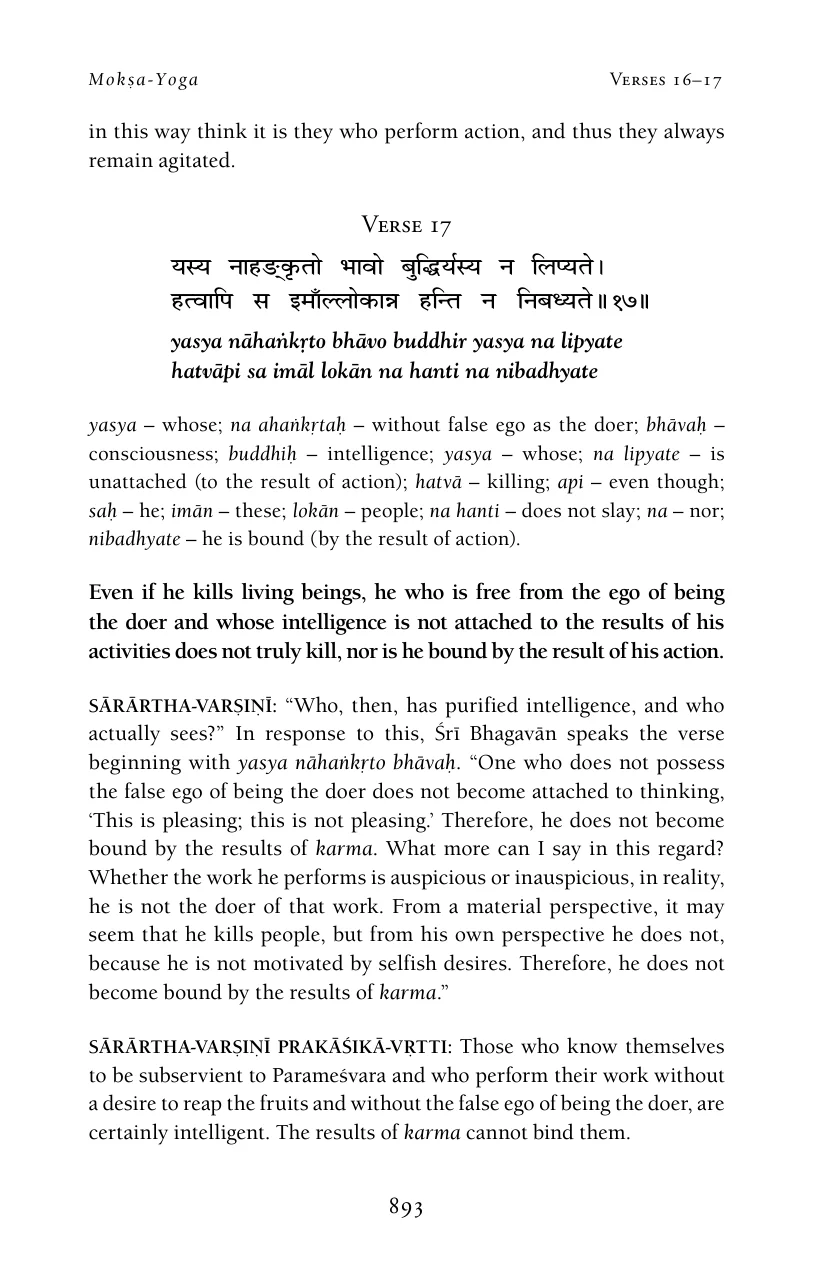 Mokṣa-Yoga Verses 16–17
in this way think it is they who perform action, and thus they always
remain agitated.
Verse 17
यस्य नाहङ्कृतो भावो बुद्धिर्यस्य न लिप्यते।
हत्वापि स इमाँल्लोकान्न हन्ति न निबध्यते॥१७॥
yasya nāhaṅkṛto bhāvo buddhir yasya na lipyate
hatvāpi sa imāl lokān na hanti na nibadhyate
yasya – whose; na ahaṅkṛtaḥ – without false ego as the doer; bhāvaḥ –
consciousness; buddhiḥ – intelligence; yasya – whose; na lipyate – is
unattached (to the result of action); hatvā – killing; api – even though;
saḥ – he; imān – these; lokān – people; na hanti – does not slay; na – nor;
nibadhyate – he is bound (by the result of action).
Even if he kills living beings, he who is free from the ego of being
the doer and whose intelligence is not attached to the results of his
activities does not truly kill, nor is he bound by the result of his action.
SĀRĀRTHA-VARṢIṆĪ: “Who, then, has purified intelligence, and who
actually sees?” In response to this, Śrī Bhagavān speaks the verse
beginning with yasya nāhaṅkṛto bhāvaḥ. “One who does not possess
the false ego of being the doer does not become attached to thinking,
‘This is pleasing; this is not pleasing.’ Therefore, he does not become
bound by the results of karma. What more can I say in this regard?
Whether the work he performs is auspicious or inauspicious, in reality,
he is not the doer of that work. From a material perspective, it may
seem that he kills people, but from his own perspective he does not,
because he is not motivated by selfish desires. Therefore, he does not
become bound by the results of karma.”
SĀRĀRTHA-VARṢIṆĪ PRAKĀŚIKĀ-VṚTTI: Those who know themselves
to be subservient to Parameśvara and who perform their work without
a desire to reap the fruits and without the false ego of being the doer, are
certainly intelligent. The results of karma cannot bind them.
893